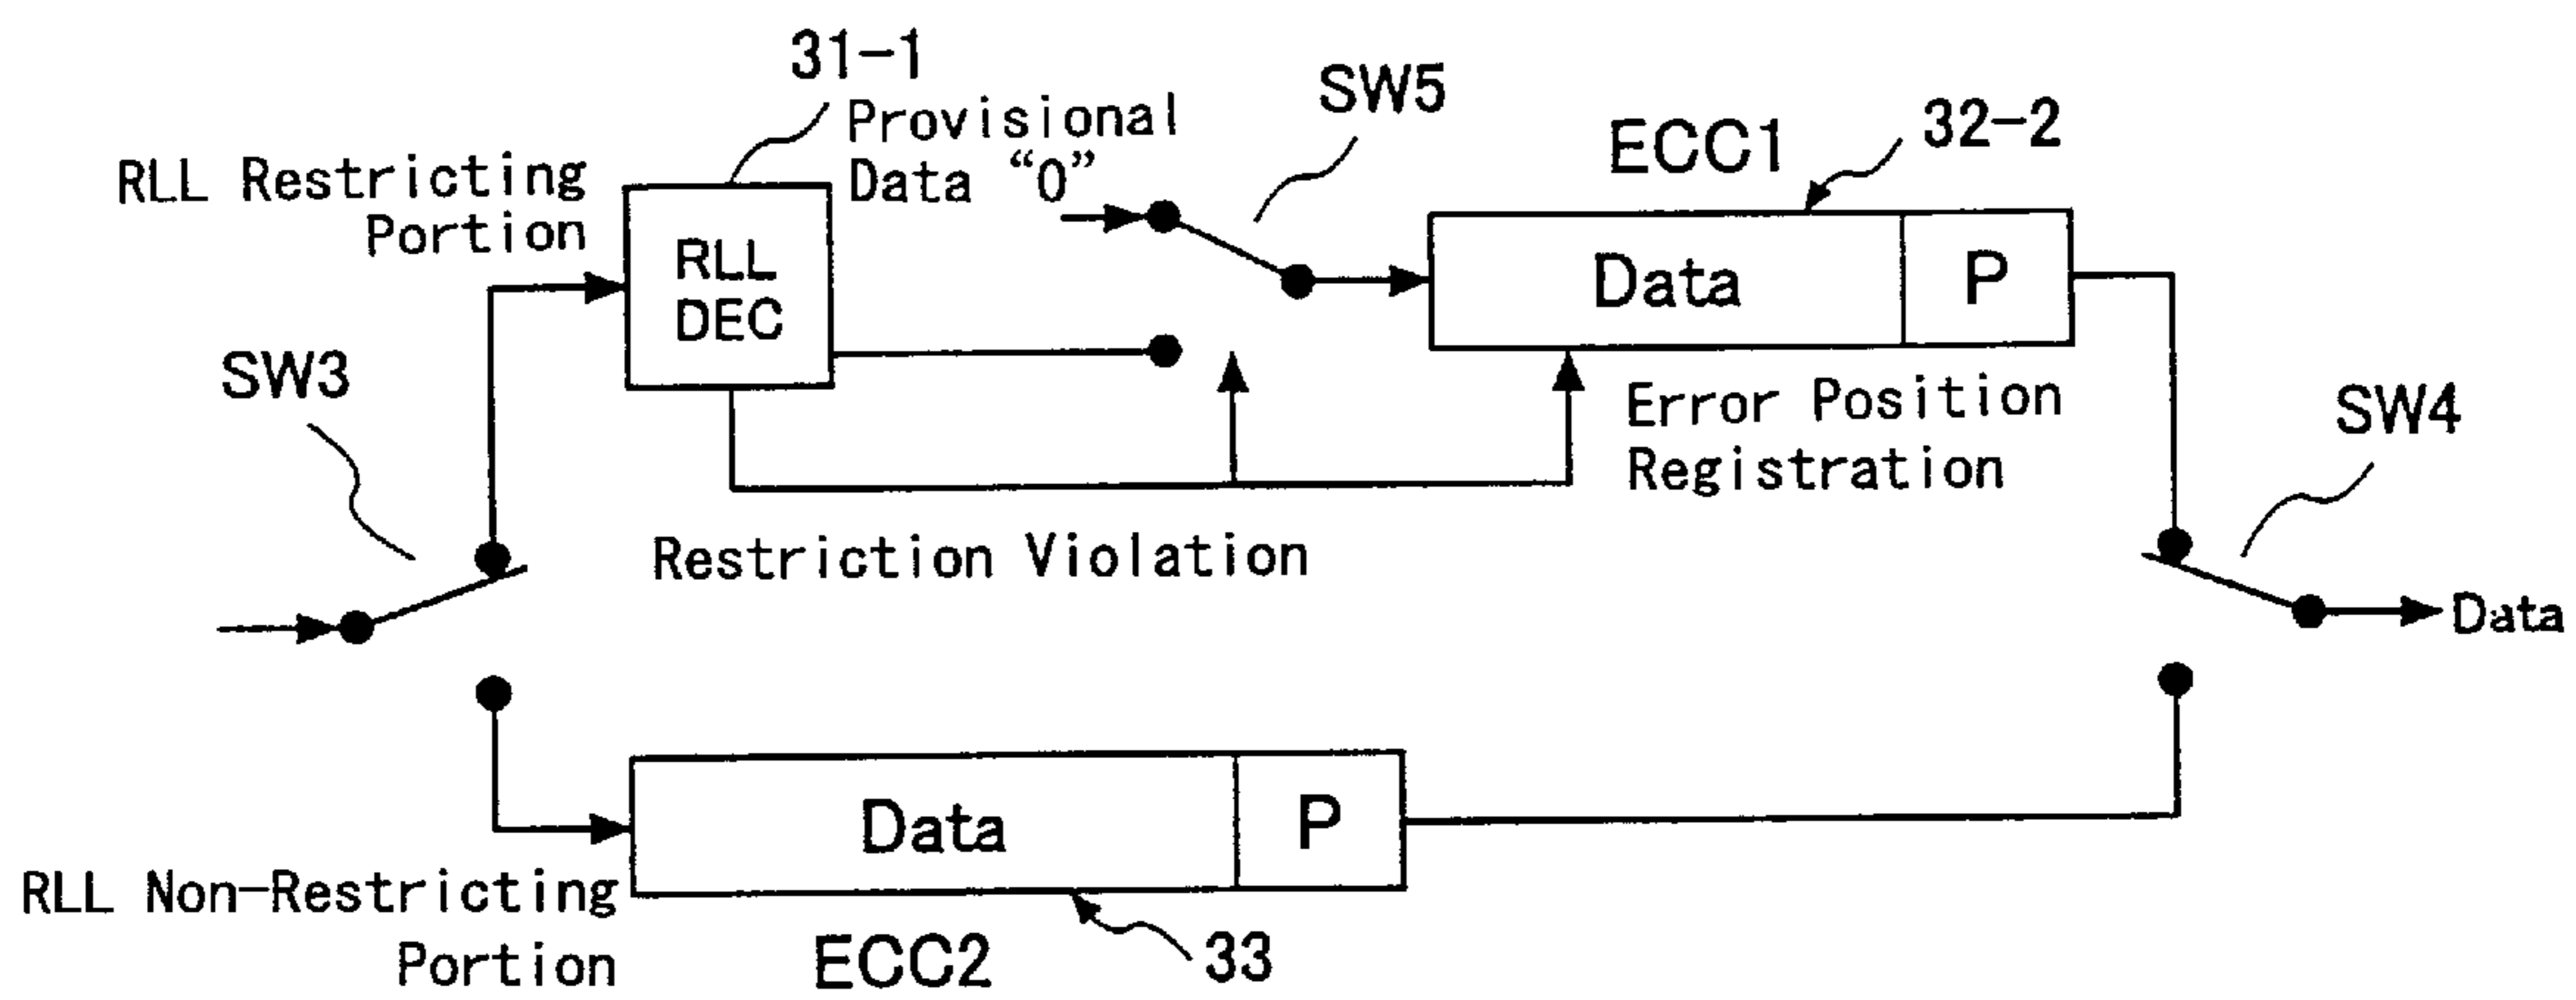 31-1
Provisional
Data “0”
SW5
ECC1
32-2
RLL Restricting
Portion
RLL
DEC
Data
P
SW3
Error Position
Registration
SW4
Restriction Violation
Data
Data
P
RLL Non-Restricting
Portion
ECC2
33